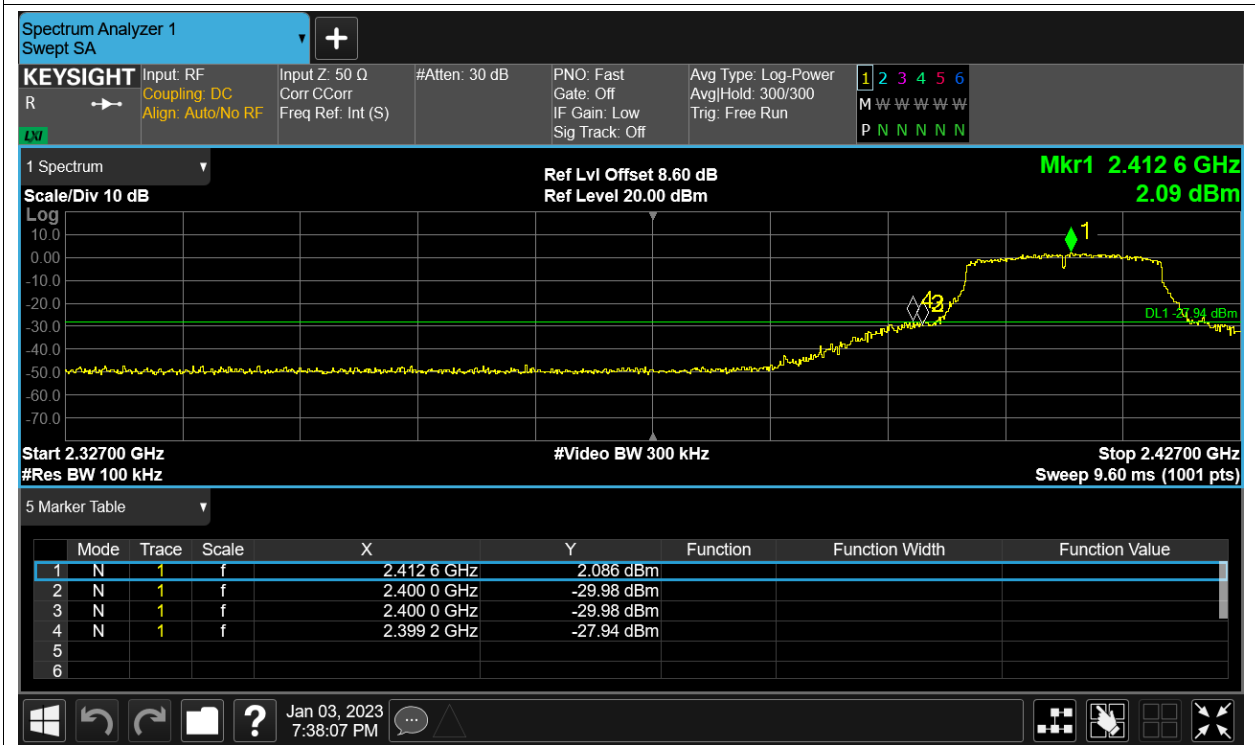 Spectrum Analyzer 1
Swept SA
KEYSIGHT
R
LXI
Input: RF
Coupling: DC
Align: Auto/No RF
Input Z: 50 Ω
Corr CCorr
Freq Ref: Int (S)
#Atten: 30 dB
PNO: Fast
Gate: Off
IF Gain: Low
Sig Track: Off
Avg Type: Log-Power
Avg|Hold: 300/300
Trig: Free Run
1 2 3 4 5 6
M W W W W W
P N N N N N
1 Spectrum
Scale/Div 10 dB
Ref Lvl Offset 8.60 dB
Ref Level 20.00 dBm
Mkr1 2.412 6 GHz
2.09 dBm
Log
10.0
0.00
-10.0
-20.0
-30.0
-40.0
-50.0
-60.0
-70.0
1
DL1 -27.94 dBm
Start 2.32700 GHz
#Video BW 300 kHz
Stop 2.42700 GHz
#Res BW 100 kHz
Sweep 9.60 ms (1001 pts)
5 Marker Table
Mode Trace Scale X Y Function Function Width Function Value
1 N 1 f 2.412 6 GHz 2.086 dBm
2 N 1 f 2.400 0 GHz -29.98 dBm
3 N 1 f 2.400 0 GHz -29.98 dBm
4 N 1 f 2.399 2 GHz -27.94 dBm
5
6
?
Jan 03, 2023
7:38:07 PM